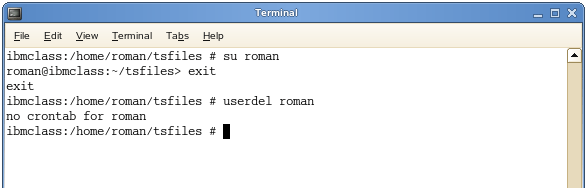 Terminal
File Edit View Terminal Tabs Help
ibmclass:/home/roman/tsfiles # su roman
roman@ibmclass:~/tsfiles> exit
exit
ibmclass:/home/roman/tsfiles # userdel roman
no crontab for roman
ibmclass:/home/roman/tsfiles #